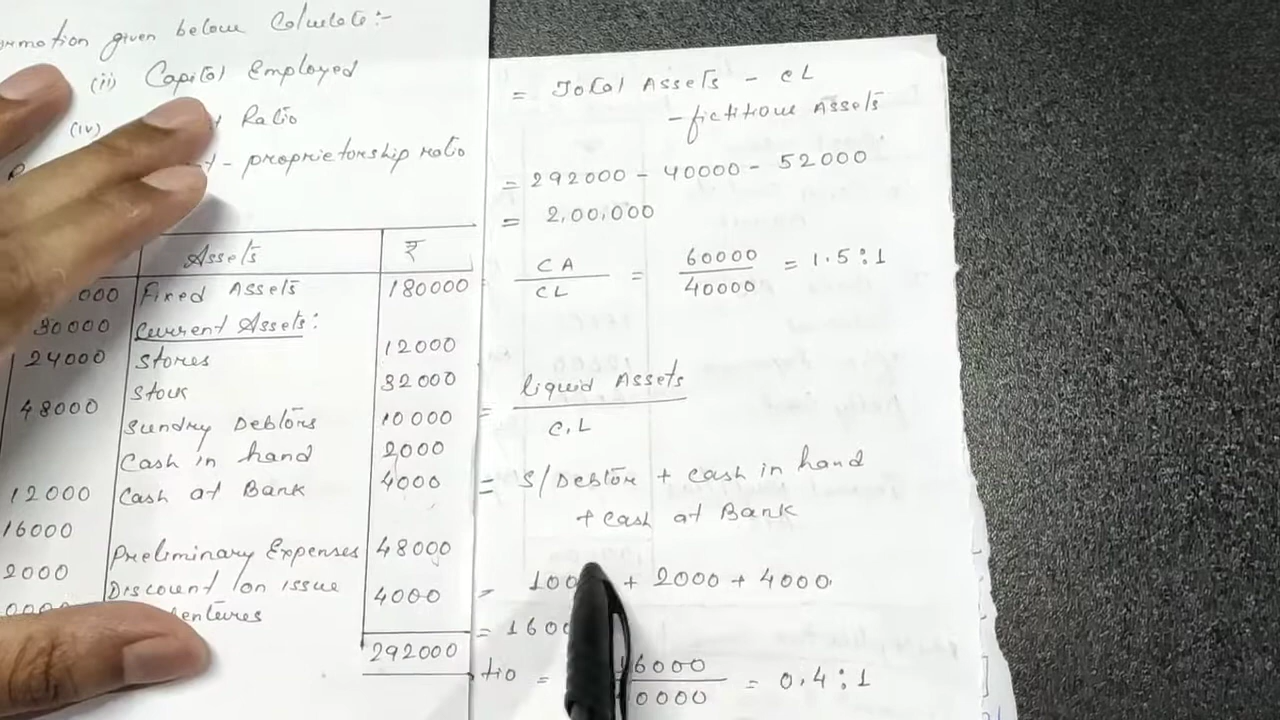 given below Calculate:-
(ii) Capital Employed
(iv) Ratio
- proprietorship ratio
Assets ₹
000 Fixed Assets 180000
30000 Current Assets:
24000 Stores 12000
Stock 32000
48000 Sundry Debtors 10000
Cash in hand 2000
12000 Cash at Bank 4000
16000
Preliminary Expenses 48000
2000 Discount on issue 4000
292000
= Total Assets - CL
- fictitious Assets
= 292000 - 40000 - 52000
= 2,00,000
= CA / CL = 60000 / 40000 = 1.5:1
= liquid Assets
C.L
= S/Debtor + cash in hand
+ cash at Bank
= + 2000 + 4000
=
= = 0.4:1